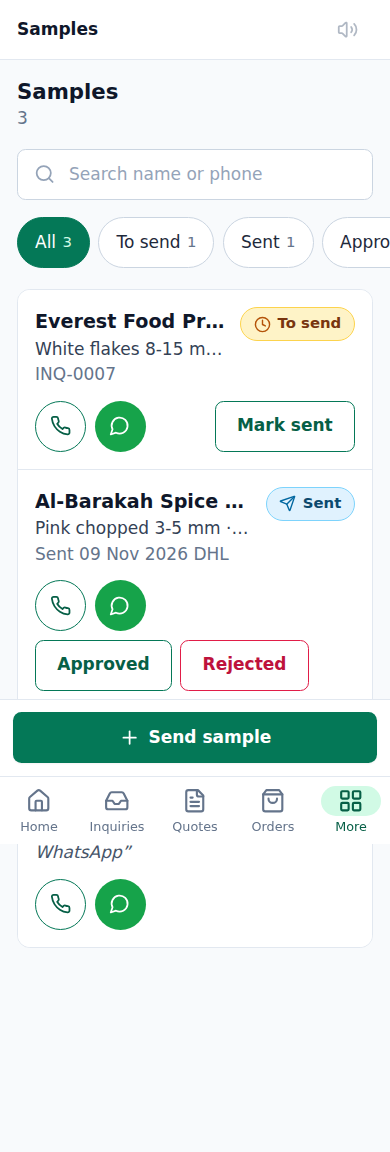 Samples
Samples
3
Search name or phone
All 3
To send 1
Sent 1
Appro
Everest Food Pr…
To send
White flakes 8-15 m…
INQ-0007
Mark sent
Al-Barakah Spice …
Sent
Pink chopped 3-5 mm ·…
Sent 09 Nov 2026 DHL
Approved
Rejected
Send sample
Home
Inquiries
Quotes
Orders
More
WhatsApp”